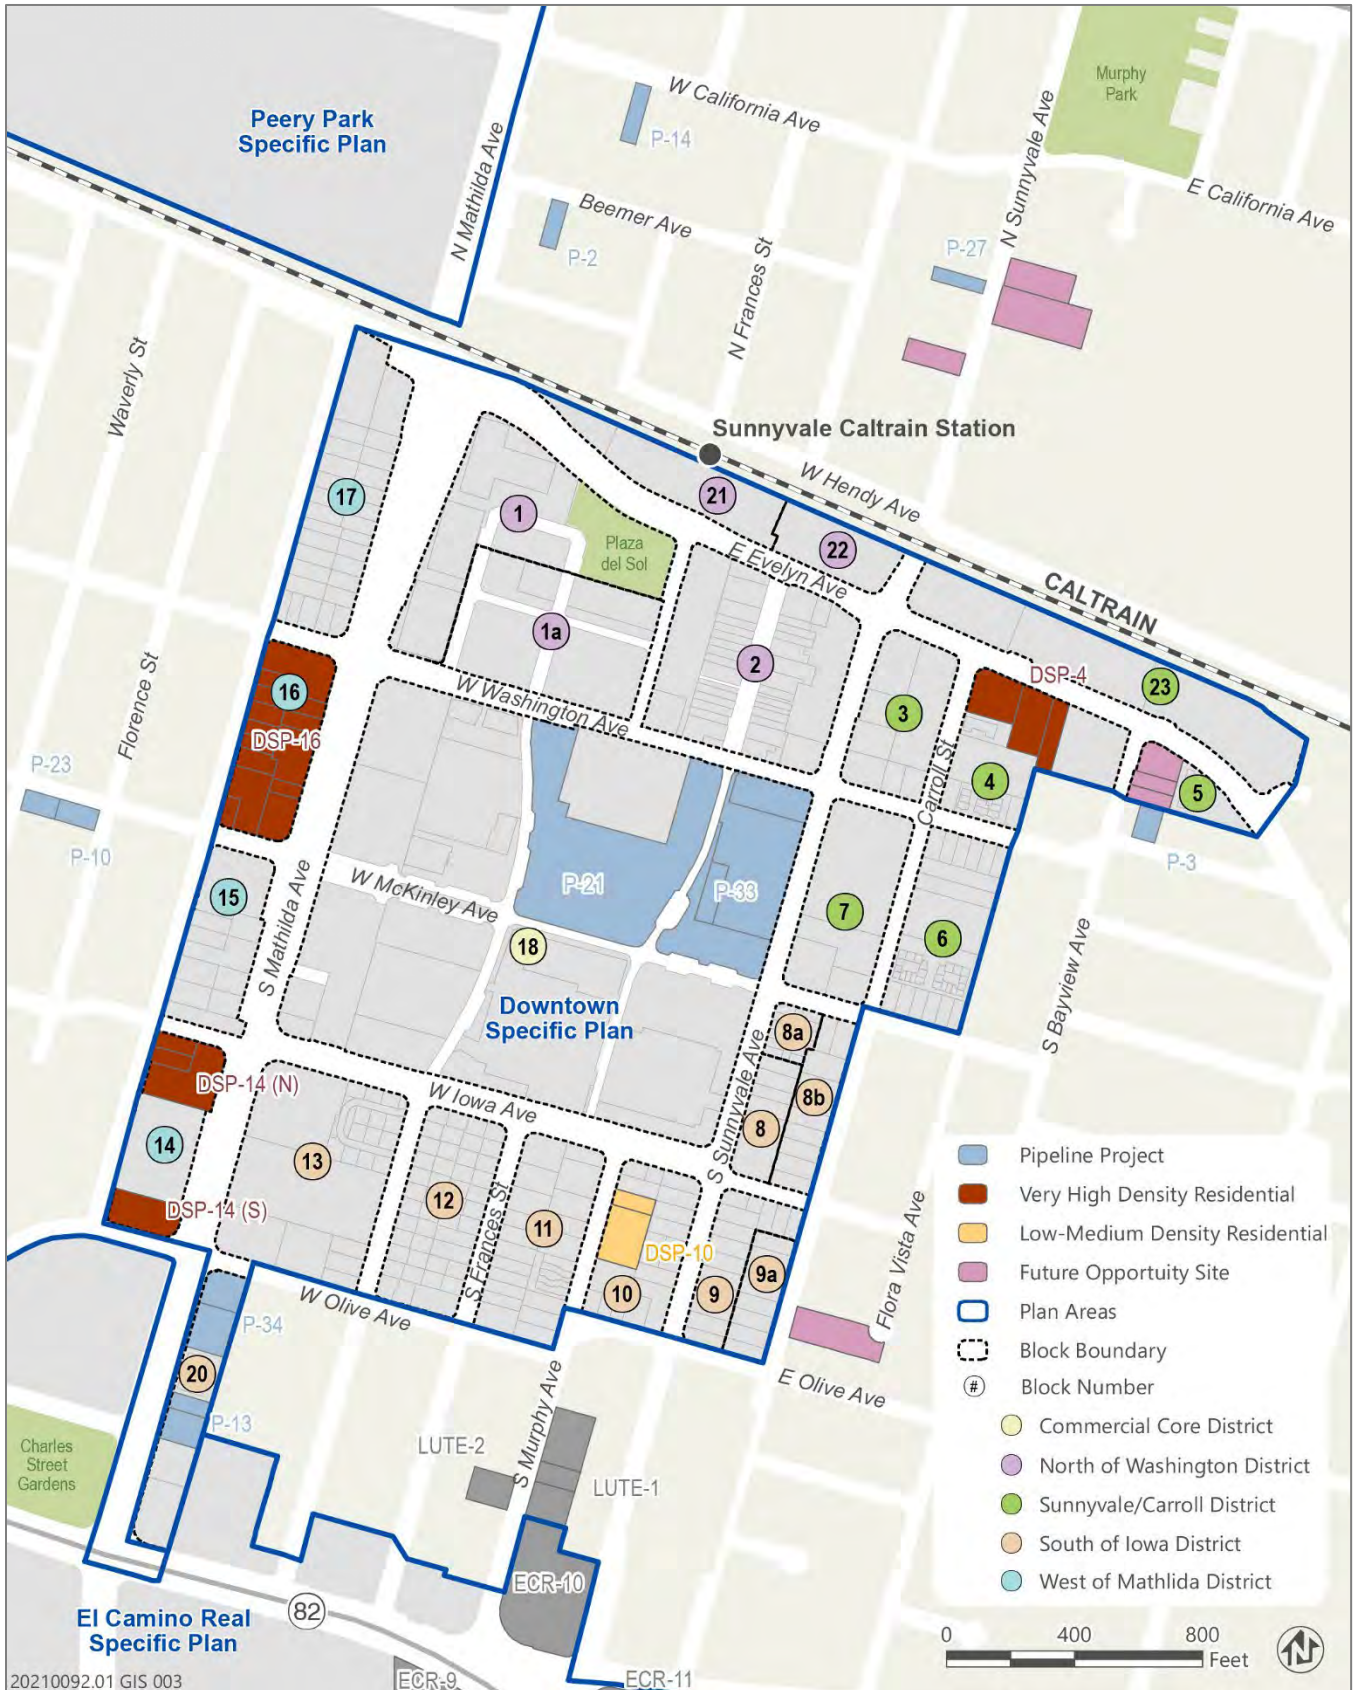 Murphy
Park
W California Ave
Peery Park
Specific Plan
P-14
N Mathilda Ave
N Sunnyvale Ave
E California Ave
Beemer Ave
P-2
N Frances St
P-27
Waverly St
Sunnyvale Caltrain Station
W Hendy Ave
17
1
21
22
Plaza
del Sol
E Evelyn Ave
CALTRAIN
1a
2
Florence St
16
W Washington Ave
3
DSP-4
23
DSP-16
Carroll St
4
5
P-23
P-10
P-3
W McKinley Ave
P-21
P-33
15
S Mathilda Ave
18
7
6
S Bayview Ave
Downtown
Specific Plan
8a
S Sunnyvale Ave
DSP-14 (N)
W Iowa Ave
8b
8
14
13
12
S Frances St
11
DSP-14 (S)
DSP-10
10
9
9a
W Olive Ave
Flora Vista Ave
P-34
20
P-13
E Olive Ave
S Murphy Ave
Charles
Street
Gardens
LUTE-2
LUTE-1
ECR-10
El Camino Real
Specific Plan
82
ECR-9
ECR-11
Pipeline Project
Very High Density Residential
Low-Medium Density Residential
Future Opportuity Site
Plan Areas
Block Boundary
# Block Number
Commercial Core District
North of Washington District
Sunnyvale/Carroll District
South of Iowa District
West of Mathlida District
0 400 800
Feet
N
20210092.01 GIS 003